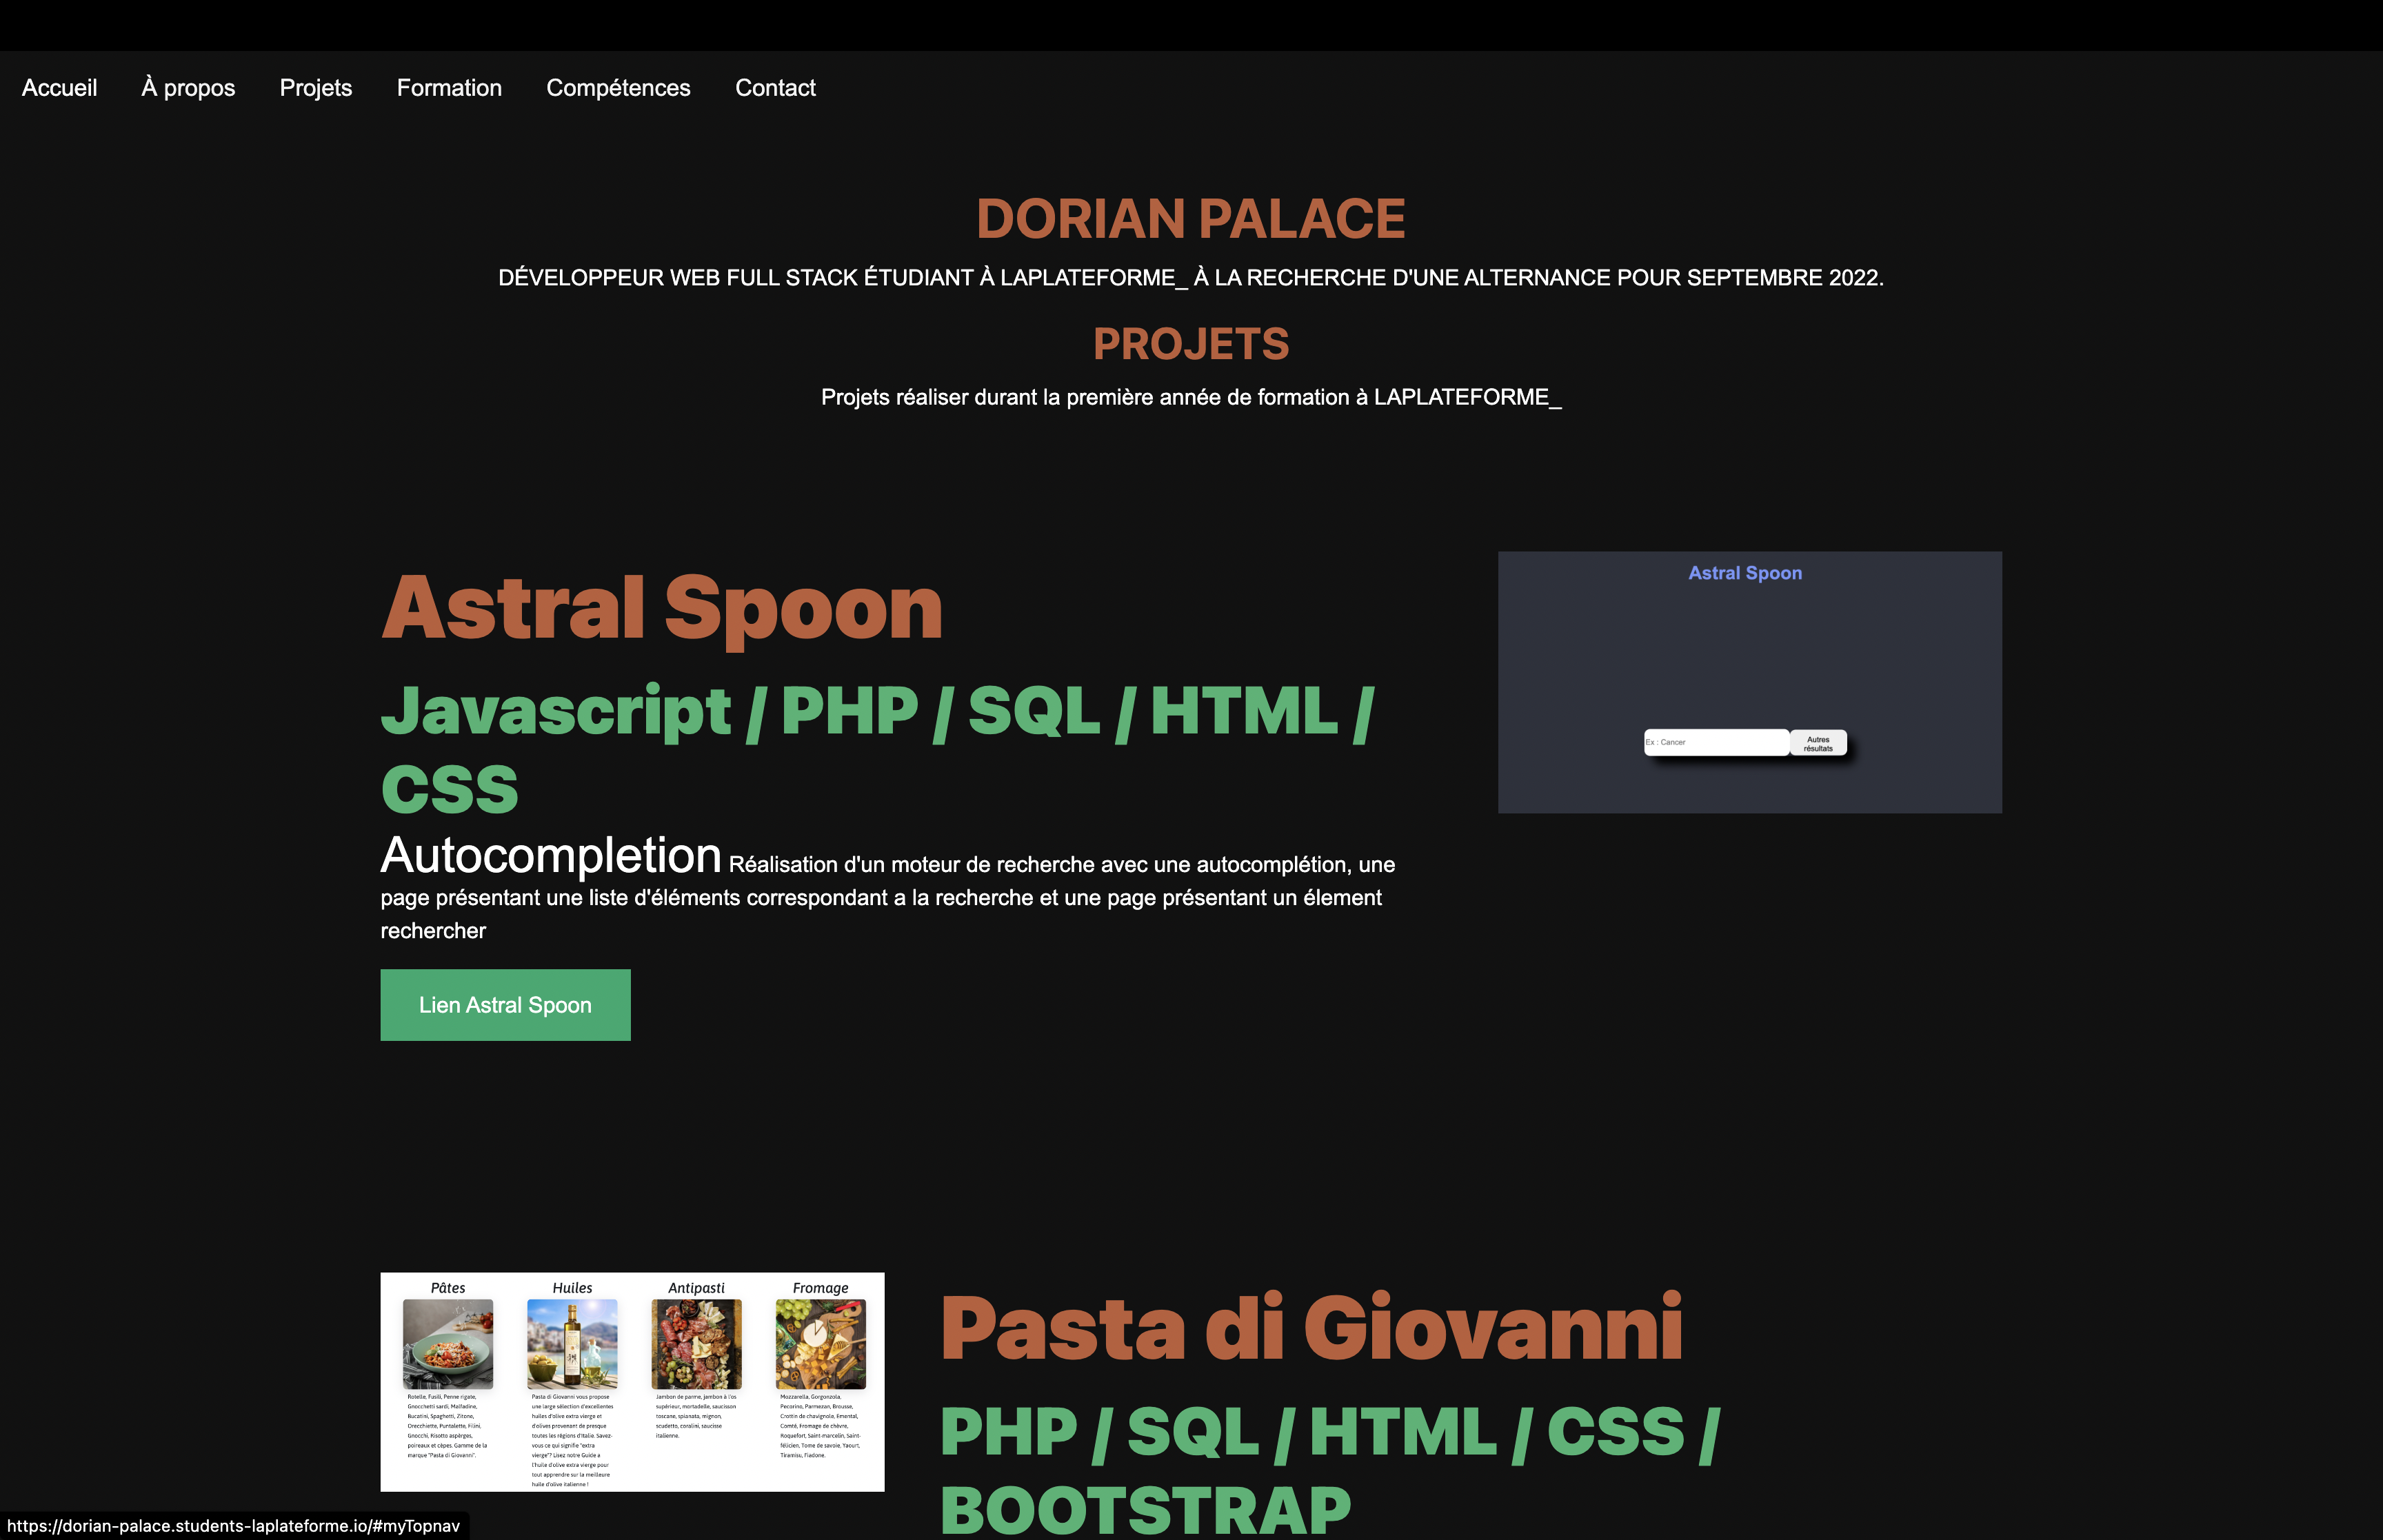 Accueil À propos Projets Formation Compétences Contact
DORIAN PALACE
DÉVELOPPEUR WEB FULL STACK ÉTUDIANT À LAPLATEFORME_ À LA RECHERCHE D'UNE ALTERNANCE POUR SEPTEMBRE 2022.
PROJETS
Projets réaliser durant la première année de formation à LAPLATEFORME_
Astral Spoon
Javascript / PHP / SQL / HTML /
CSS
Autocompletion Réalisation d'un moteur de recherche avec une autocomplétion, une
page présentant une liste d'éléments correspondant a la recherche et une page présentant un élement
rechercher
Lien Astral Spoon
Astral Spoon
Ex : Cancer
Autres
résultats
Pâtes
Rotelle, Fusilli, Penne rigate,
Gnocchetti sardi, Malfadine,
Bucatini, Spaghetti, Zitone,
Orecchiette, Puntalette, Filini,
Gnocchi, Risotto asperges,
poireaux et cèpes. Gamme de la
marque "Pasta di Giovanni".
Huiles
Pasta di Giovanni vous propose
une large sélection d'excellentes
huiles d'olive extra vierge et
d'olives provenant de presque
toutes les régions d'Italie. Savez-
vous ce qui signifie "extra
vierge"? Lisez notre Guide a
l'huile d'olive extra vierge pour
tout apprendre sur la meilleure
huile d'olive italienne !
Antipasti
Jambon de parme, jambon à l'os
supérieur, mortadelle, saucisson
toscane, spianata, mignon,
scudetto, coralini, saucisse
italienne.
Fromage
Mozzarella, Gorgonzola,
Pecorino, Parmezan, Brousse,
Crottin de chavignole, Emental,
Comté, Fromage de chèvre,
Roquefort, Saint-marcelin, Saint-
Félicien, Tome de savoie, Yaourt,
Tiramisu, Fiadone.
Pasta di Giovanni
PHP / SQL / HTML / CSS /
BOOTSTRAP
https://dorian-palace.students-laplateforme.io/#myTopnav